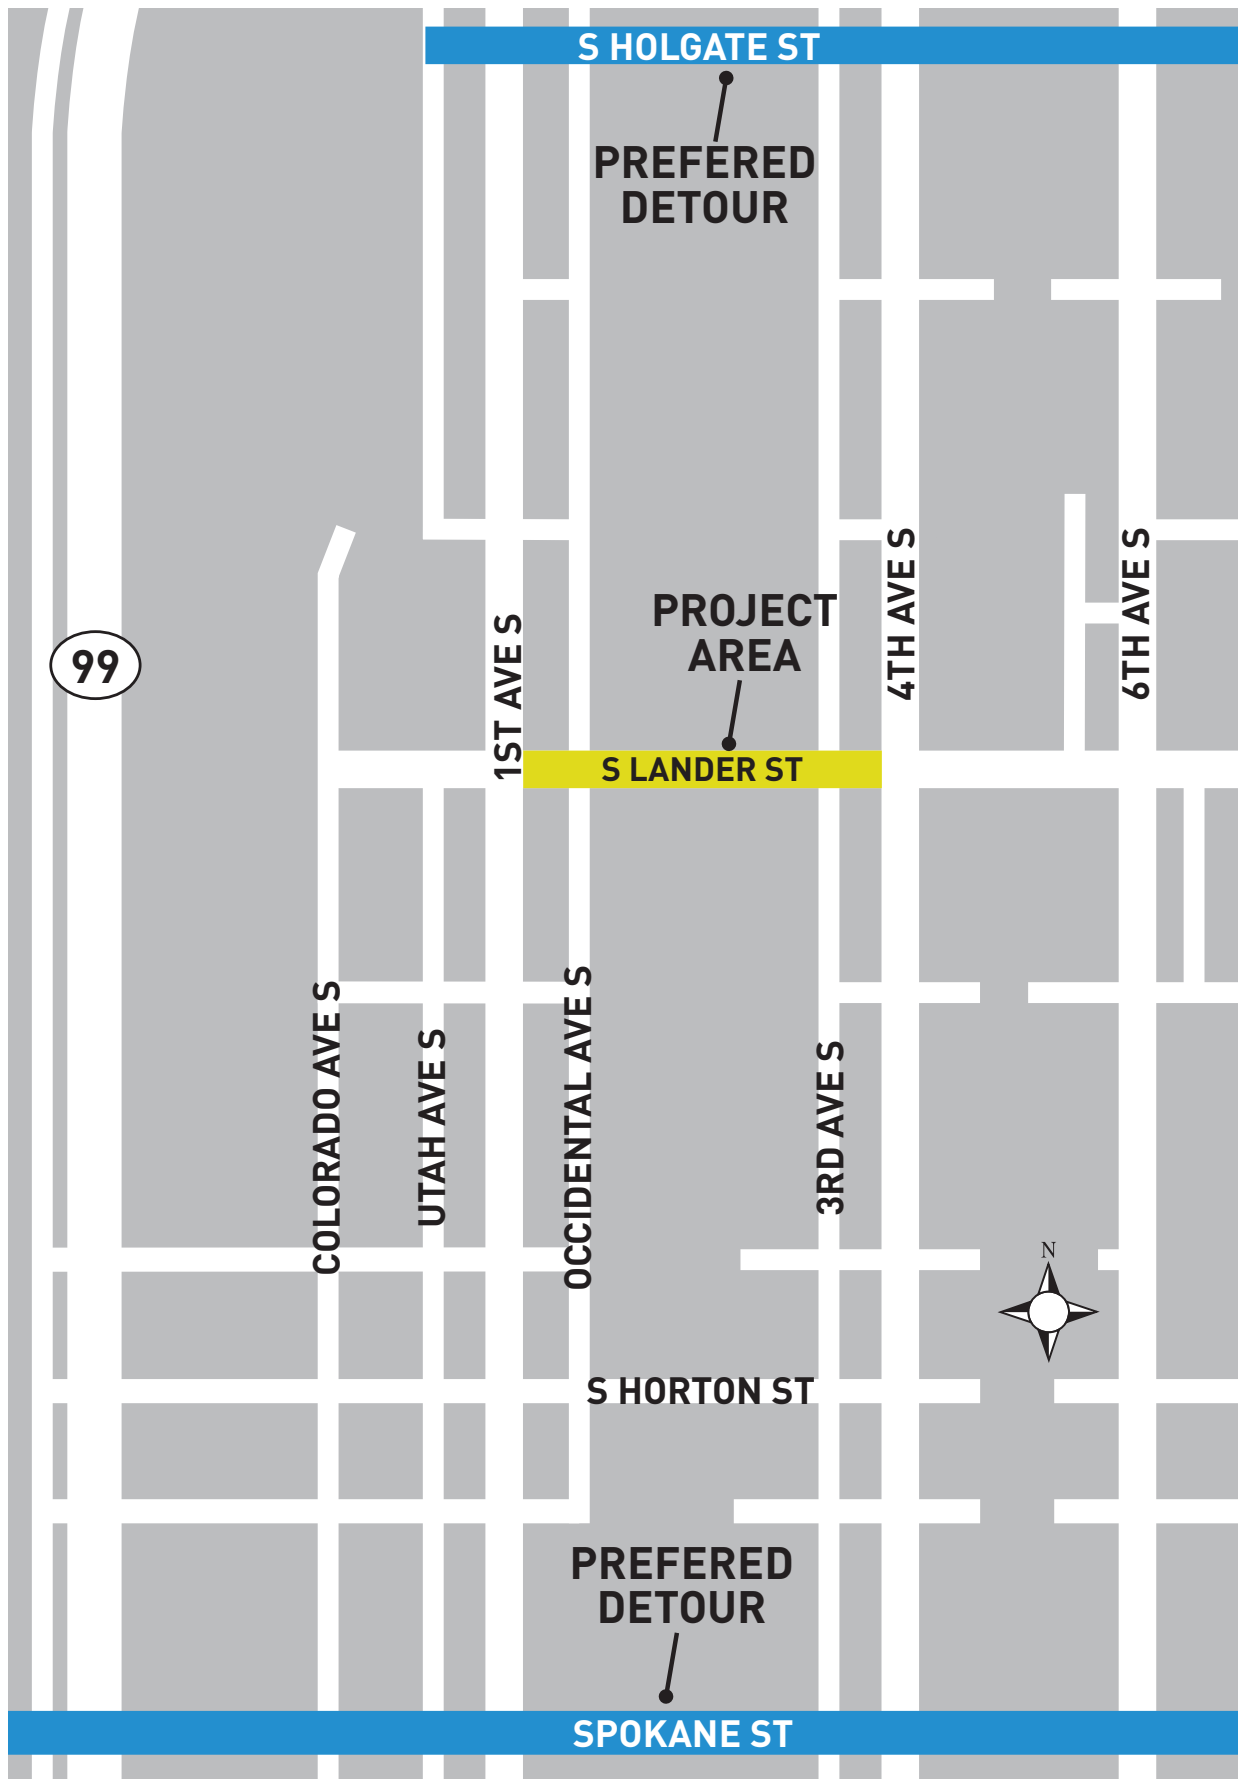 S HOLGATE ST
PREFERED
DETOUR
4TH AVE S
6TH AVE S
PROJECT
AREA
1ST AVE S
99
S LANDER ST
OCCIDENTAL AVE S
COLORADO AVE S
UTAH AVE S
3RD AVE S
N
S HORTON ST
PREFERED
DETOUR
SPOKANE ST